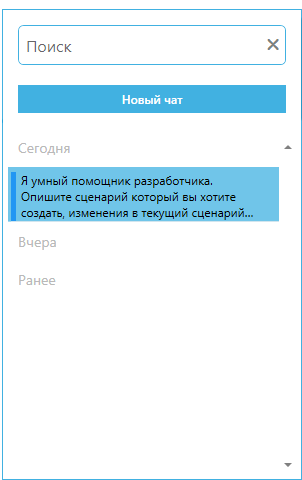 Поиск
Новый чат
Сегодня
Я умный помощник разработчика.
Опишите сценарий который вы хотите
создать, изменения в текущий сценарий...
Вчера
Ранее